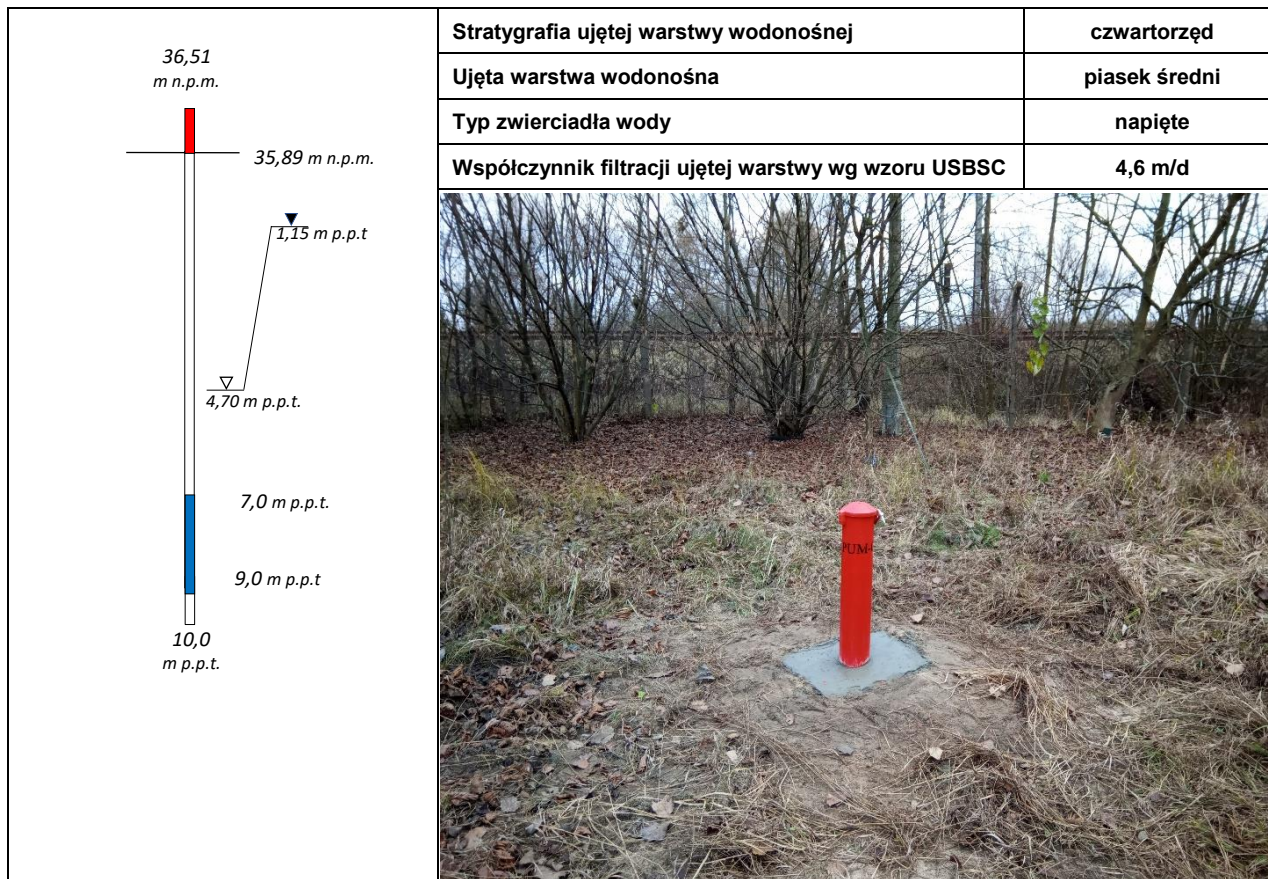 36,51
m n.p.m.
35,89 m n.p.m.
1,15 m p.p.t
4,70 m p.p.t.
7,0 m p.p.t.
9,0 m p.p.t
10,0
m p.p.t.
Stratygrafia ujętej warstwy wodonośnej czwartorzęd
Ujęta warstwa wodonośna piasek średni
Typ zwierciadła wody napięte
Współczynnik filtracji ujętej warstwy wg wzoru USBSC 4,6 m/d
PUM-